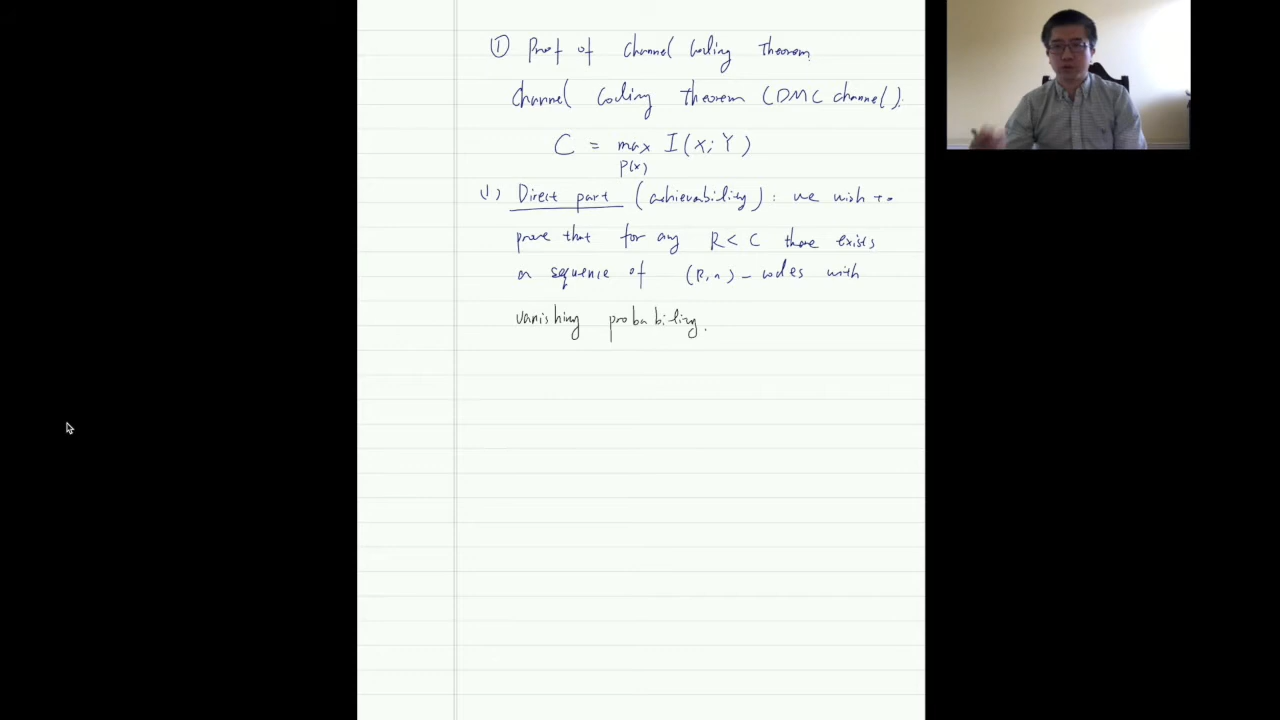 ① Proof of channel coding theorem.
channel coding theorem (DMC channel).
C = max I(X; Y)
p(x)
(1) Direct part (achievability): we wish to
prove that for any R < C there exists
a sequence of (R,n) - codes with
vanishing probability.